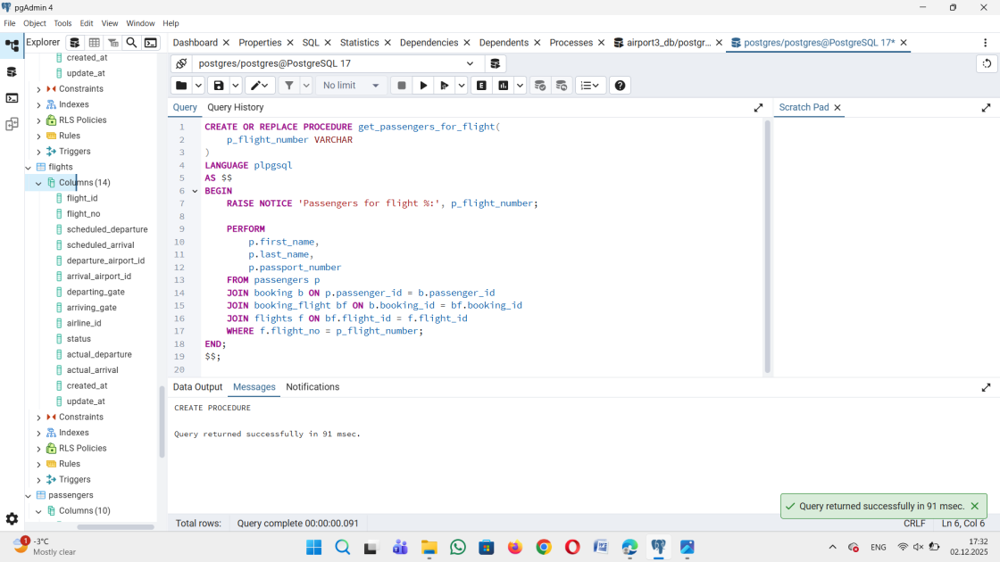 pgAdmin 4
File Object Tools Edit View Window Help
Explorer
Dashboard Properties SQL Statistics Dependencies Dependents Processes airport3_db/postgr... postgres/postgres@PostgreSQL 17*
postgres/postgres@PostgreSQL 17
No limit
E
Query Query History
Scratch Pad
created_at
update_at
Constraints
Indexes
RLS Policies
Rules
Triggers
flights
Columns (14)
flight_id
flight_no
scheduled_departure
scheduled_arrival
departure_airport_id
arrival_airport_id
departing_gate
arriving_gate
airline_id
status
actual_departure
actual_arrival
created_at
update_at
Constraints
Indexes
RLS Policies
Rules
Triggers
passengers
Columns (10)
1 CREATE OR REPLACE PROCEDURE get_passengers_for_flight(
2 p_flight_number VARCHAR
3 )
4 LANGUAGE plpgsql
5 AS $$
6 BEGIN
7 RAISE NOTICE 'Passengers for flight %:', p_flight_number;
8
9 PERFORM
10 p.first_name,
11 p.last_name,
12 p.passport_number
13 FROM passengers p
14 JOIN booking b ON p.passenger_id = b.passenger_id
15 JOIN booking_flight bf ON b.booking_id = bf.booking_id
16 JOIN flights f ON bf.flight_id = f.flight_id
17 WHERE f.flight_no = p_flight_number;
18 END;
19 $$;
20
Data Output Messages Notifications
CREATE PROCEDURE
Query returned successfully in 91 msec.
Query returned successfully in 91 msec.
Total rows: Query complete 00:00:00.091
CRLF Ln 6, Col 6
1
-3°C
Mostly clear
ENG
17:32
02.12.2025